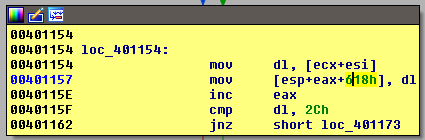 00401154
00401154 loc_401154:
00401154 mov dl, [ecx+esi]
00401157 mov [esp+eax+618h], dl
0040115E inc eax
0040115F cmp dl, 2Ch
00401162 jnz short loc_401173